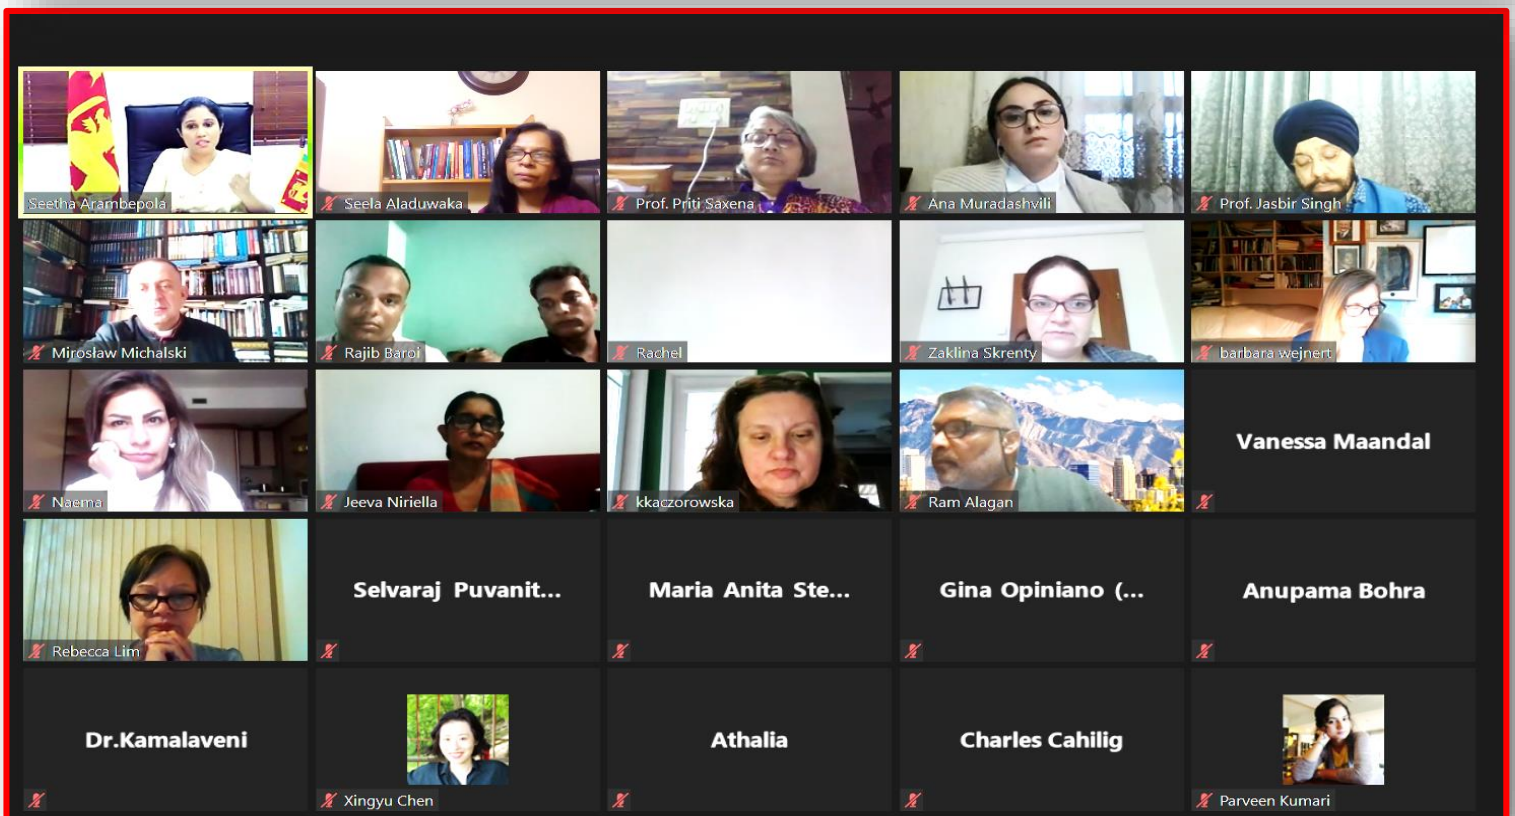 Seetha Arambepola
Seela Aladuwaka
Prof. Priti Saxena
Ana Muradashvili
Prof. Jasbir Singh
Mirosław Michalski
Rajib Baroi
Rachel
Zaklina Skrenty
barbara wejnert
Naema
Jeeva Niriella
kkaczorowska
Ram Alagan
Vanessa Maandal
Rebecca Lim
Selvaraj Puvanit...
Maria Anita Ste...
Gina Opiniano (...
Anupama Bohra
Dr.Kamalaveni
Xingyu Chen
Athalia
Charles Cahilig
Parveen Kumari